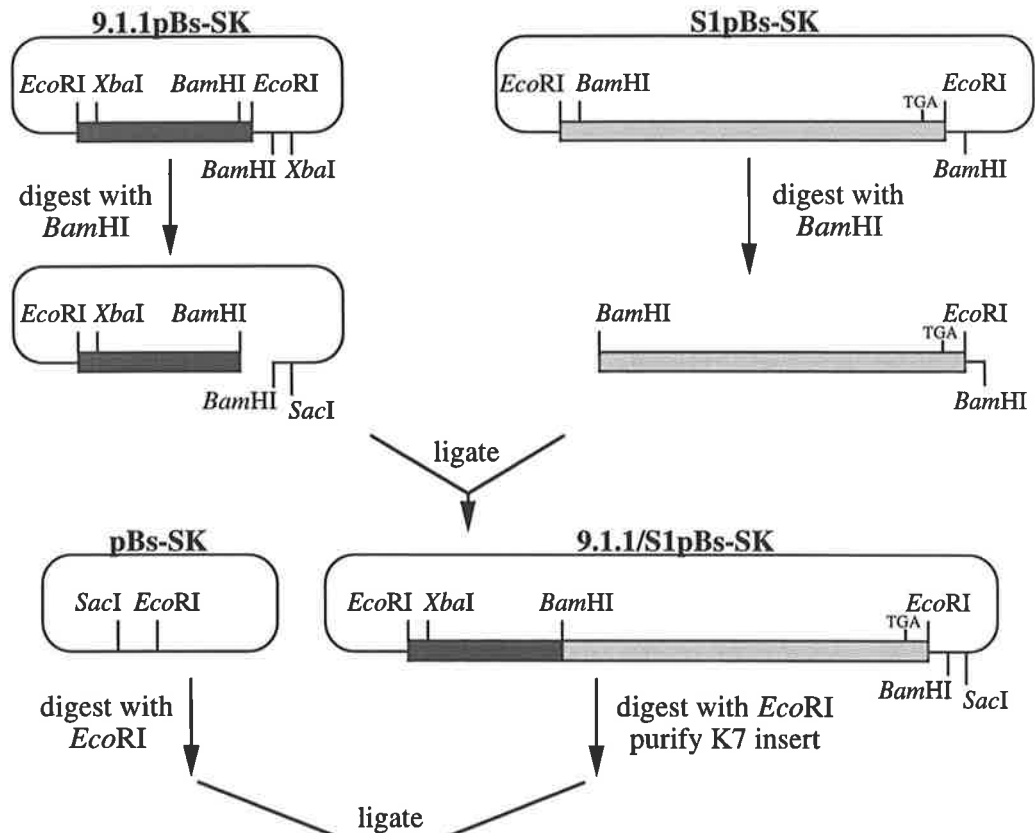 9.1.1pBs-SK
S1pBs-SK
EcoRI XbaI BamHI EcoRI
BamHI XbaI
EcoRI BamHI TGA EcoRI
BamHI
digest with
BamHI
digest with
BamHI
EcoRI XbaI BamHI
BamHI
SacI
BamHI TGA EcoRI
BamHI
ligate
pBs-SK
9.1.1/S1pBs-SK
SacI EcoRI
EcoRI XbaI BamHI TGA EcoRI
BamHI SacI
digest with
EcoRI
digest with EcoRI
purify K7 insert
ligate